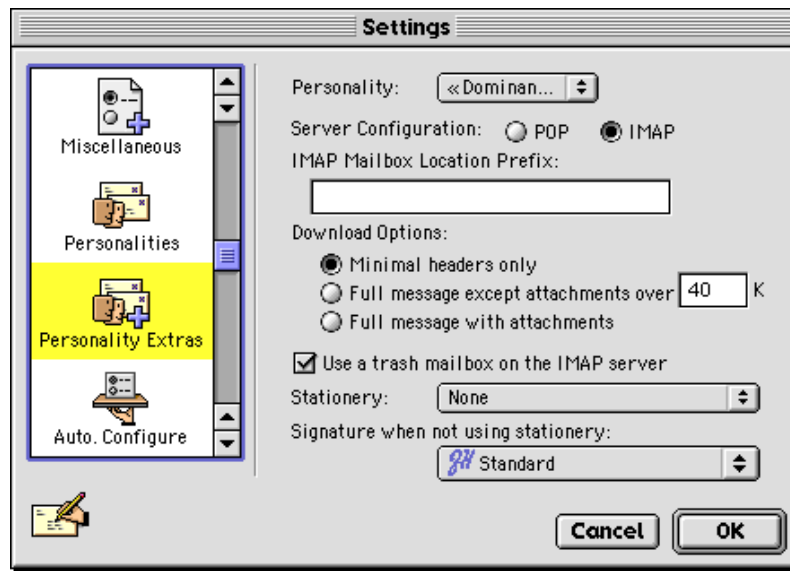 Settings
Miscellaneous
Personalities
Personality Extras
Auto. Configure
Personality: «Dominan...
Server Configuration: POP IMAP
IMAP Mailbox Location Prefix:
Download Options:
Minimal headers only
Full message except attachments over 40 K
Full message with attachments
Use a trash mailbox on the IMAP server
Stationery: None
Signature when not using stationery:
JH Standard
Cancel OK